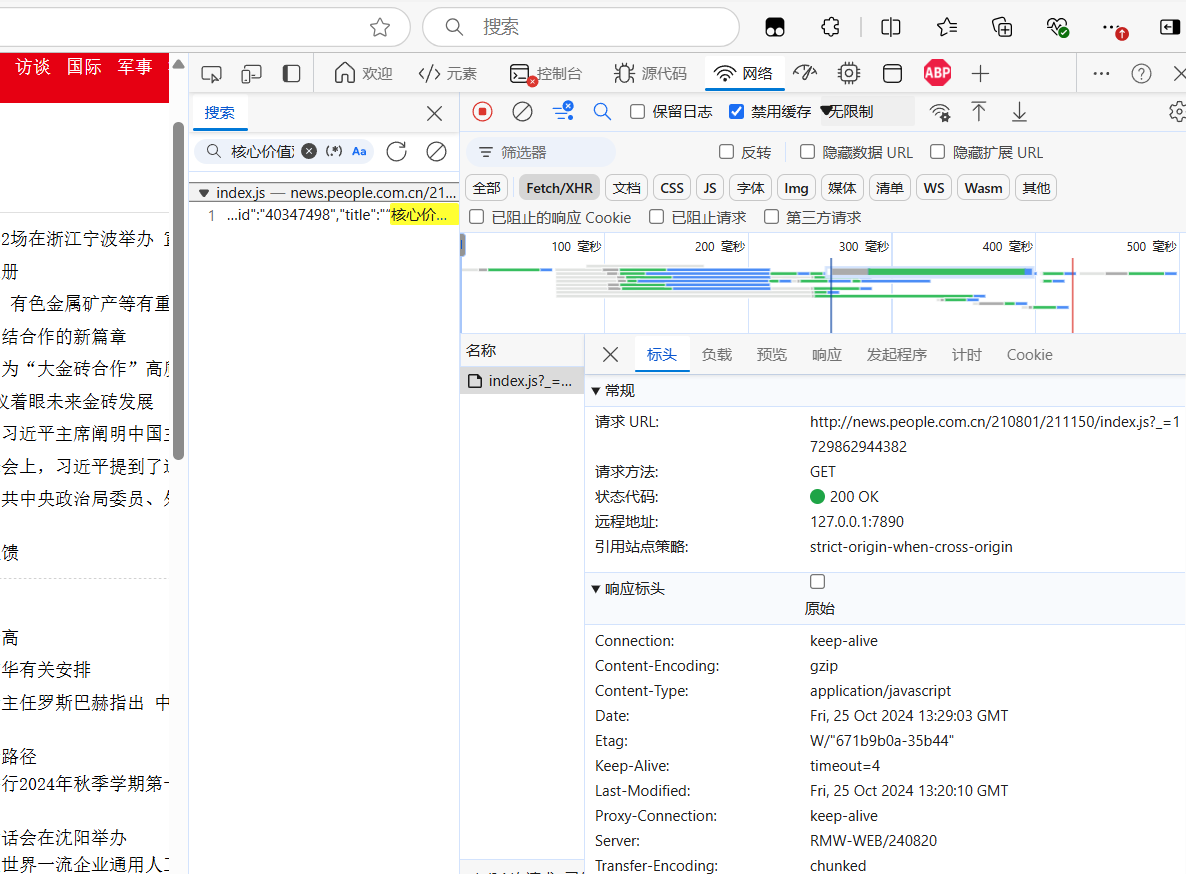 搜索
访谈 国际 军事
欢迎
元素
控制台
源代码
网络
ABP
搜索
保留日志
禁用缓存
无限制
核心价值
(.*)
Aa
筛选器
反转
隐藏数据 URL
隐藏扩展 URL
全部
Fetch/XHR
文档
CSS
JS
字体
Img
媒体
清单
WS
Wasm
其他
index.js — news.people.com.cn/21...
1 ...id":"40347498","title":"“核心价...
已阻止的响应 Cookie
已阻止请求
第三方请求
100 毫秒
200 毫秒
300 毫秒
400 毫秒
500 毫秒
2场在浙江宁波举办
册
有色金属矿产等有重
结合作的新篇章
为“大金砖合作”高
着眼未来金砖发展
习近平主席阐明中国
会上，习近平提到了
共中央政治局委员、
馈
高
华有关安排
主任罗斯巴赫指出 中
路径
行2024年秋季学期第
话会在沈阳举办
世界一流企业通用人
名称
index.js?_=...
标头
负载
预览
响应
发起程序
计时
Cookie
常规
请求 URL:
http://news.people.com.cn/210801/211150/index.js?_=1
729862944382
请求方法:
GET
状态代码:
200 OK
远程地址:
127.0.0.1:7890
引用站点策略:
strict-origin-when-cross-origin
响应标头
原始
Connection:
keep-alive
Content-Encoding:
gzip
Content-Type:
application/javascript
Date:
Fri, 25 Oct 2024 13:29:03 GMT
Etag:
W/"671b9b0a-35b44"
Keep-Alive:
timeout=4
Last-Modified:
Fri, 25 Oct 2024 13:20:10 GMT
Proxy-Connection:
keep-alive
Server:
RMW-WEB/240820
Transfer-Encoding:
chunked